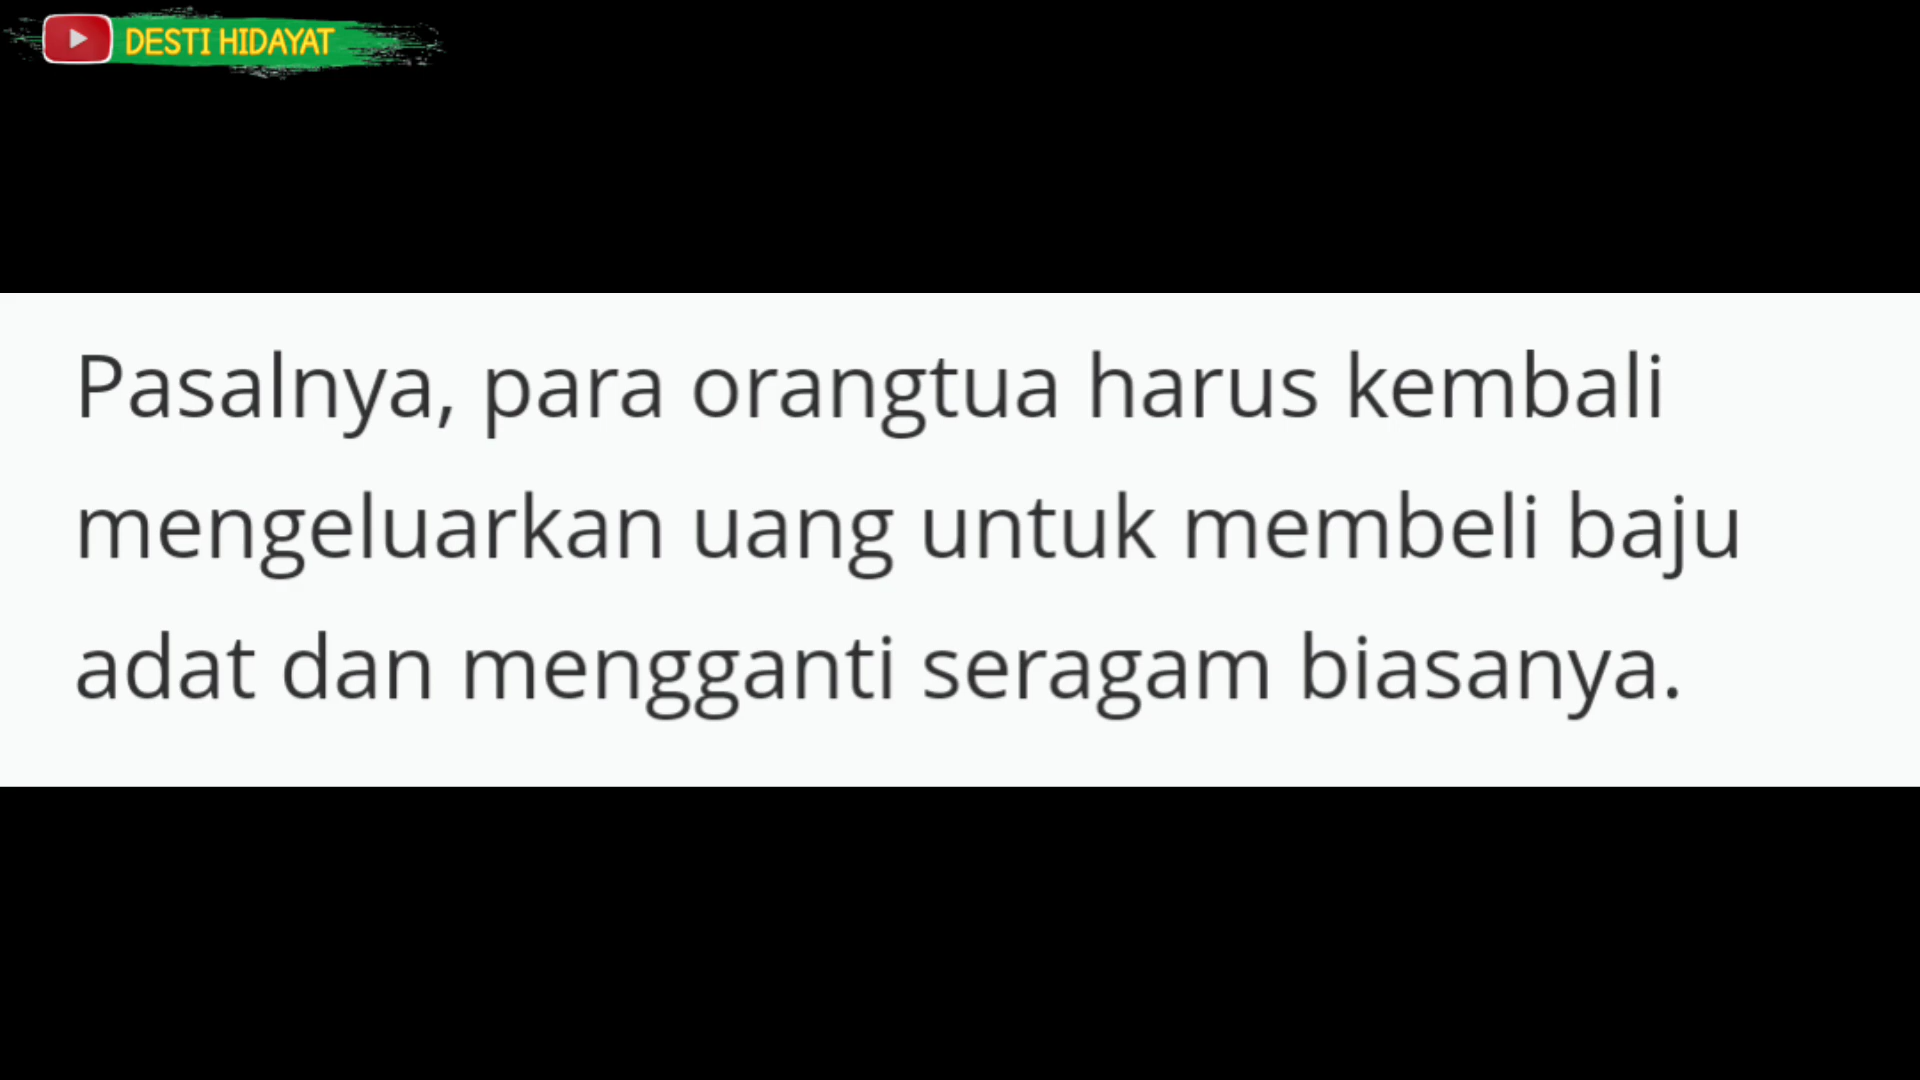 DESTI HIDAYAT
Pasalnya, para orangtua harus kembali
mengeluarkan uang untuk membeli baju
adat dan mengganti seragam biasanya.